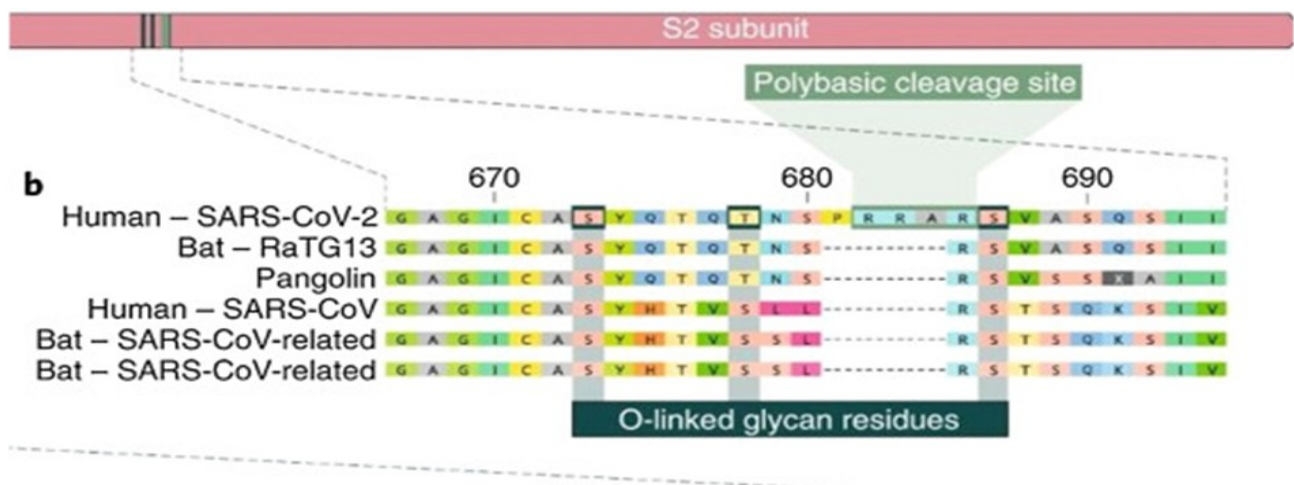 S2 subunit
Polybasic cleavage site
b
670 680 690
Human – SARS-CoV-2 G A G I C A S Y Q T Q T N S P R R A R S V A S Q S I I
Bat – RaTG13 G A G I C A S Y Q T Q T N S - - - - R S V A S Q S I I
Pangolin G A G I C A S Y Q T Q T N S - - - - R S V S S X A I I
Human – SARS-CoV G A G I C A S Y H T V S L L - - - - R S T S Q K S I V
Bat – SARS-CoV-related G A G I C A S Y H T V S S L - - - - R S T S Q K S I V
Bat – SARS-CoV-related G A G I C A S Y H T V S S L - - - - R S T S Q K S I V
O-linked glycan residues